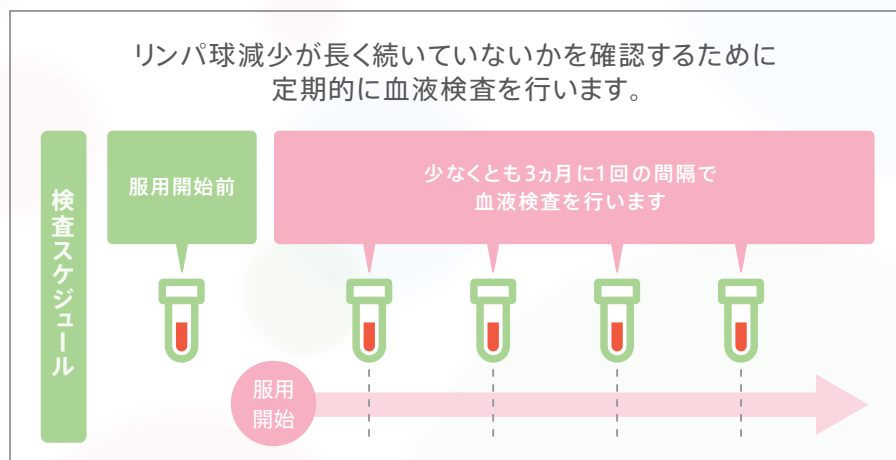 リンパ球減少が長く続いていないかを確認するために
定期的に血液検査を行います。
検査スケジュール
服用開始前
少なくとも3ヵ月に1回の間隔で
血液検査を行います
服用
開始